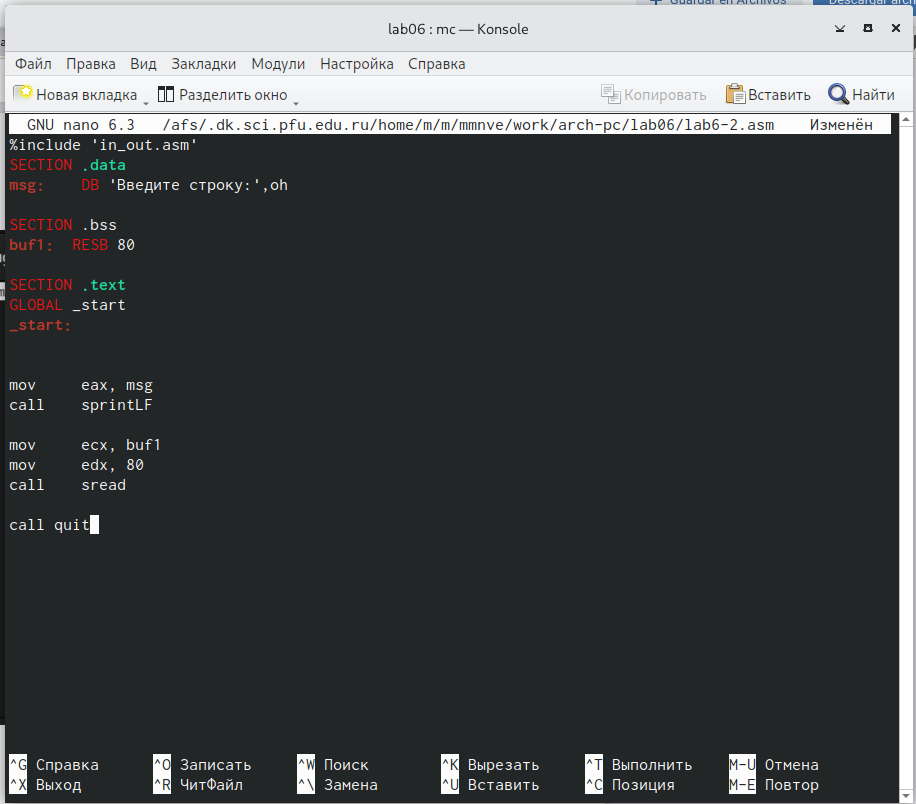 Guardar en Archivos Descargar arch
lab06 : mc — Konsole
Файл Правка Вид Закладки Модули Настройка Справка
Новая вкладка Разделить окно Копировать Вставить Найти
GNU nano 6.3 /afs/.dk.sci.pfu.edu.ru/home/m/m/mmnve/work/arch-pc/lab06/lab6-2.asm Изменён
%include 'in_out.asm'
SECTION .data
msg: DB 'Введите строку:',oh
SECTION .bss
buf1: RESB 80
SECTION .text
GLOBAL _start
_start:
mov eax, msg
call sprintLF
mov ecx, buf1
mov edx, 80
call sread
call quit
^G Справка ^O Записать ^W Поиск ^K Вырезать ^T Выполнить M-U Отмена
^X Выход ^R ЧитФайл ^\ Замена ^U Вставить ^C Позиция M-E Повтор